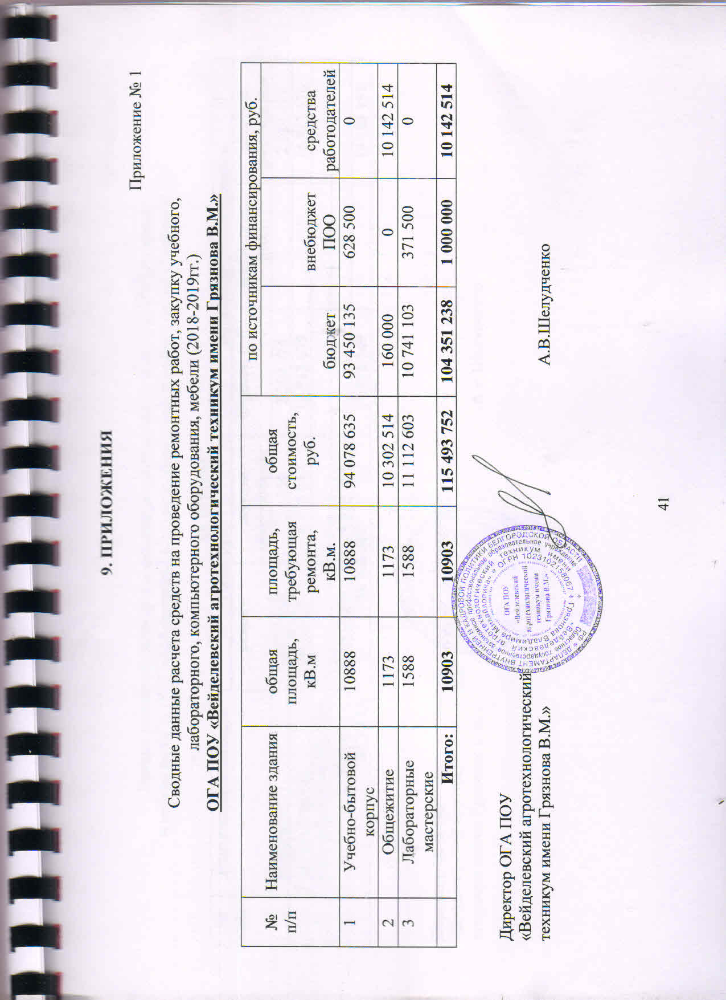 9. ПРИЛОЖЕНИЯ
Приложение № 1
Сводные данные расчета средств на проведение ремонтных работ, закупку учебного,
лабораторного, компьютерного оборудования, мебели (2018-2019гг.)
ОГА ПОУ «Вейделевский агротехнологический техникум имени Грязнова В.М.»
№ п/п Наименование здания общая площадь, кВ.м площадь, требующая ремонта, кВ.м. общая стоимость, руб. по источникам финансирования, руб.
бюджет внебюджет ПОО средства работодателей
1 Учебно-бытовой корпус 10888 10888 94 078 635 93 450 135 628 500 0
2 Общежитие 1173 1173 10 302 514 160 000 0 10 142 514
3 Лабораторные мастерские 1588 1588 11 112 603 10 741 103 371 500 0
Итого: 10903 10903 115 493 752 104 351 238 1 000 000 10 142 514
Директор ОГА ПОУ
«Вейделевский агротехнологический
техникум имени Грязнова В.М.» А.В.Шелудченко
РФ * ДЕПАРТАМЕНТ ВНУТРЕННЕЙ И КАДРОВОЙ ПОЛИТИКИ БЕЛГОРОДСКОЙ ОБЛАСТИ
Областное государственное автономное профессиональное образовательное учреждение
«Вейделевский агротехнологический техникум имени
Грязнова Владимира Михайловича» * ОГРН 1023102158067 *
ОГА ПОУ
«Вейделевский
агротехнологический
техникум имени
Грязнова В.М.»
41